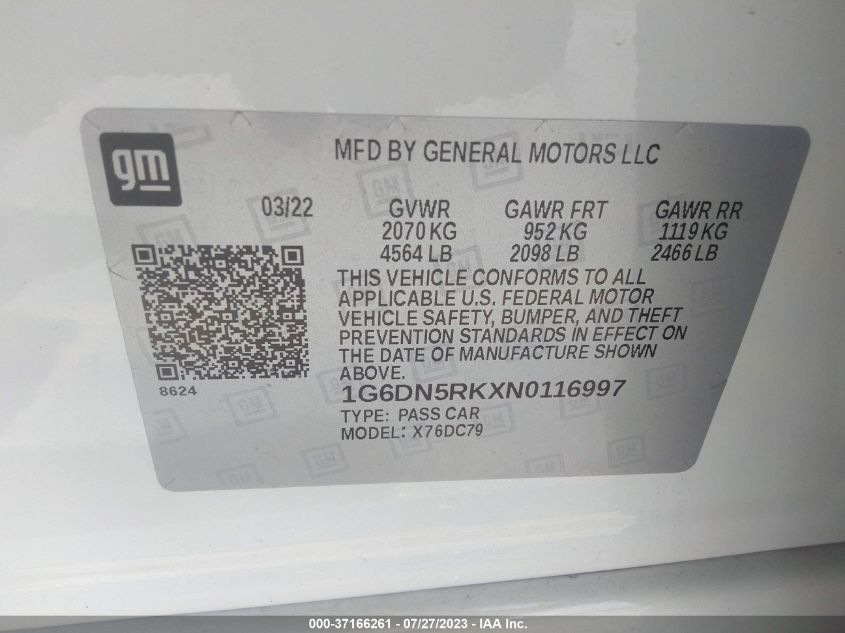 gm
MFD BY GENERAL MOTORS LLC
03/22 GVWR GAWR FRT GAWR RR
2070 KG 952 KG 1119 KG
4564 LB 2098 LB 2466 LB
THIS VEHICLE CONFORMS TO ALL
APPLICABLE U.S. FEDERAL MOTOR
VEHICLE SAFETY, BUMPER, AND THEFT
PREVENTION STANDARDS IN EFFECT ON
THE DATE OF MANUFACTURE SHOWN
ABOVE.
8624
1G6DN5RKXN0116997
TYPE: PASS CAR
MODEL: X76DC79
000-37166261 - 07/27/2023 - © IAA Inc.